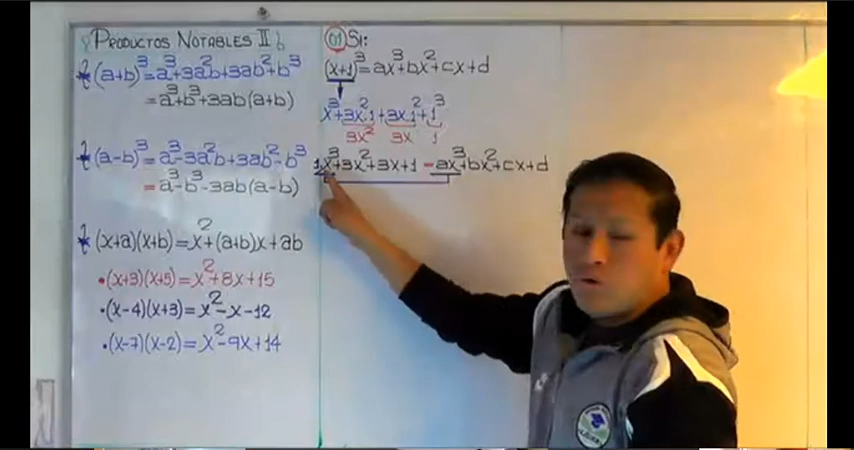 PRODUCTOS NOTABLES II
(a+b)³=a³+3a²b+3ab²+b³
=a³+b³+3ab(a+b)
(a-b)³=a³-3a²b+3ab²-b³
=a³-b³-3ab(a-b)
(x+a)(x+b)=x²+(a+b)x+ab
•(x+3)(x+5)=x²+8x+15
•(x-4)(x+3)=x²-x-12
•(x-7)(x-2)=x²-9x+14
01 Si:
(x+1)³=ax³+bx²+cx+d
x³+3x².1+3x.1²+1³
3x² 3x 1
1x³+3x²+3x+1=ax³+bx²+cx+d